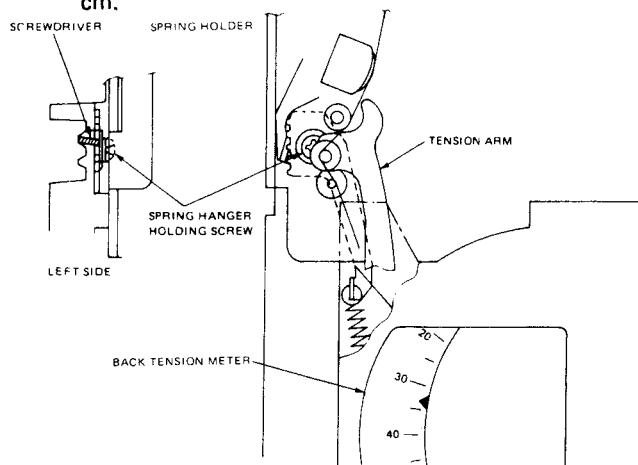 cm.
SCREWDRIVER
SPRING HOLDER
TENSION ARM
SPRING HANGER
HOLDING SCREW
LEFT SIDE
BACK TENSION METER
20
30
40